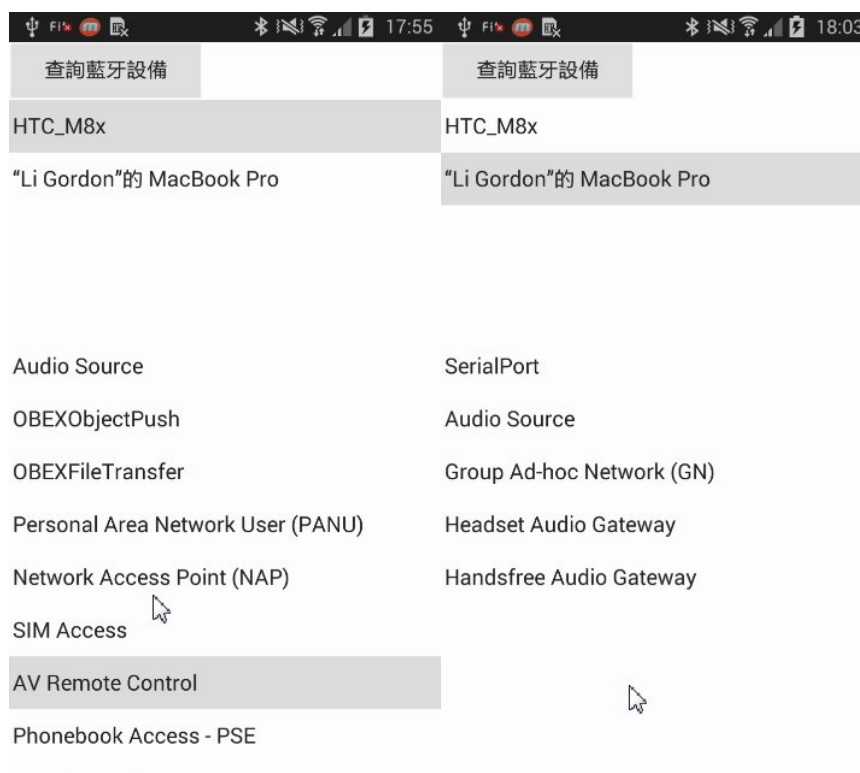 17:55
查詢藍牙設備
HTC_M8x
“Li Gordon”的 MacBook Pro
Audio Source
OBEXObjectPush
OBEXFileTransfer
Personal Area Network User (PANU)
Network Access Point (NAP)
SIM Access
AV Remote Control
Phonebook Access - PSE
18:03
查詢藍牙設備
HTC_M8x
“Li Gordon”的 MacBook Pro
SerialPort
Audio Source
Group Ad-hoc Network (GN)
Headset Audio Gateway
Handsfree Audio Gateway